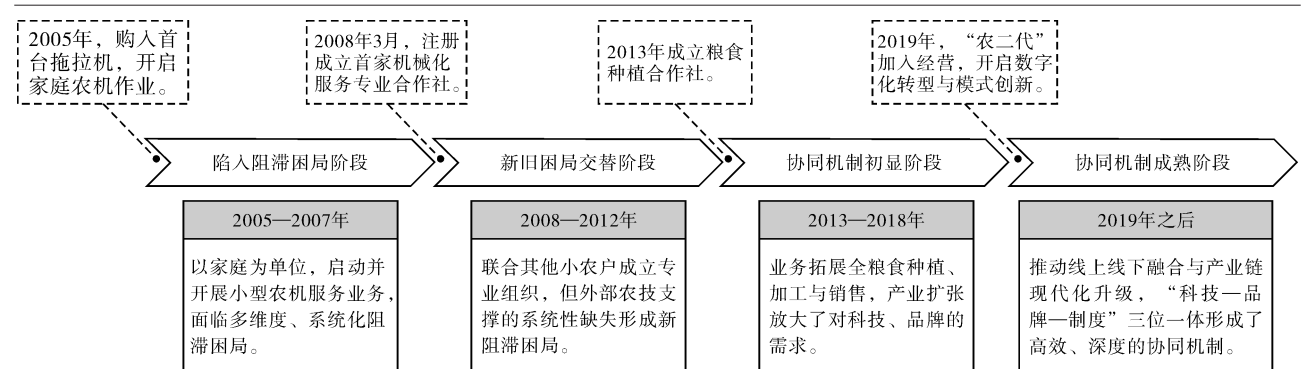 2005年，购入首
台拖拉机，开启
家庭农机作业。
2008年3月，注册
成立首家机械化
服务专业合作社。
2013年成立粮食
种植合作社。
2019年，“农二代”
加入经营，开启数字
化转型与模式创新。
陷入阻滞困局阶段
新旧困局交替阶段
协同机制初显阶段
协同机制成熟阶段
2005—2007年
以家庭为单位，启动并
开展小型农机服务业务，
面临多维度、系统化阻
滞困局。
2008—2012年
联合其他小农户成立专
业组织，但外部农技支
撑的系统性缺失形成新
阻滞困局。
2013—2018年
业务拓展全粮食种植、
加工与销售，产业扩张
放大了对科技、品牌的
需求。
2019年之后
推动线上线下融合与产业链
现代化升级，“科技—品
牌—制度”三位一体形成了
高效、深度的协同机制。